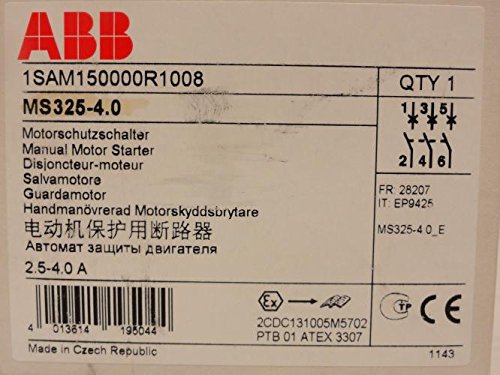 ABB
1SAM150000R1008
QTY 1
MS325-4.0
1 3 5
2 4 6
Motorschutzschalter
Manual Motor Starter
Disjoncteur-moteur
Salvamotore
Guardamotor
Handmanövrerad Motorskyddsbrytare
电动机保护用断路器
Автомат защиты двигателя
2.5-4.0 A
FR: 28207
IT: EP9425
MS325-4.0_E
4 013614 195044
Ex
2CDC131005M5702
PTB 01 ATEX 3307
CE
Made in Czech Republic
1143